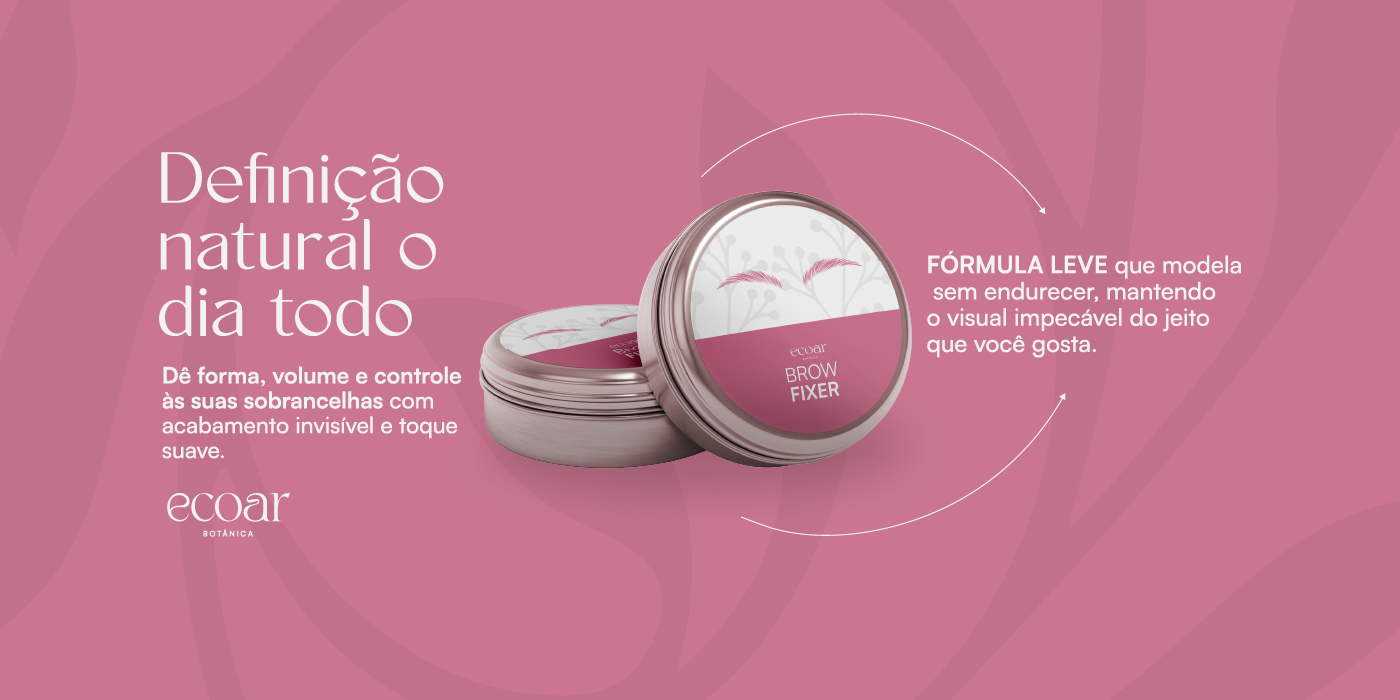 Definição
natural o
dia todo
Dê forma, volume e controle
às suas sobrancelhas com
acabamento invisível e toque
suave.
ecoar
BOTÂNICA
ecoar
BROW
FIXER
FÓRMULA LEVE que modela
sem endurecer, mantendo
o visual impecável do jeito
que você gosta.